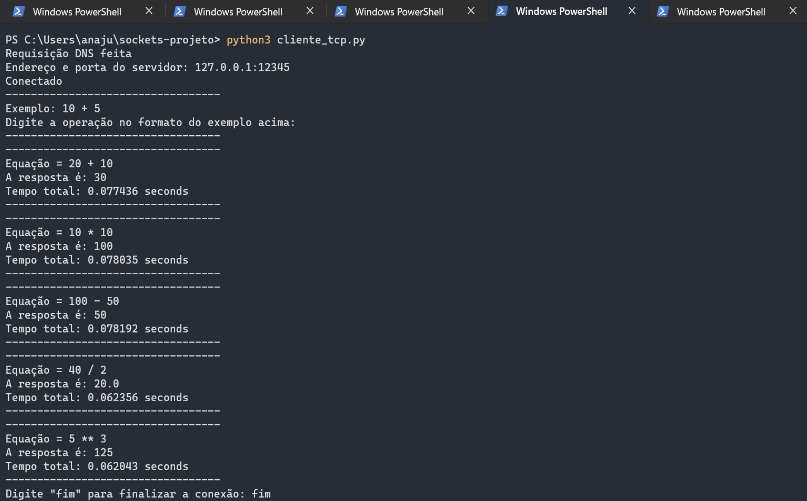 Windows PowerShell
Windows PowerShell
Windows PowerShell
Windows PowerShell
Windows PowerShell
PS C:\Users\anaju\sockets-projeto> python3 cliente_tcp.py
Requisição DNS feita
Endereço e porta do servidor: 127.0.0.1:12345
Conectado
----------------------------------
Exemplo: 10 + 5
Digite a operação no formato do exemplo acima:
----------------------------------
----------------------------------
Equação = 20 + 10
A resposta é: 30
Tempo total: 0.077436 seconds
----------------------------------
----------------------------------
Equação = 10 * 10
A resposta é: 100
Tempo total: 0.078035 seconds
----------------------------------
----------------------------------
Equação = 100 - 50
A resposta é: 50
Tempo total: 0.078192 seconds
----------------------------------
----------------------------------
Equação = 40 / 2
A resposta é: 20.0
Tempo total: 0.062356 seconds
----------------------------------
----------------------------------
Equação = 5 ** 3
A resposta é: 125
Tempo total: 0.062043 seconds
----------------------------------
Digite "fim" para finalizar a conexão: fim